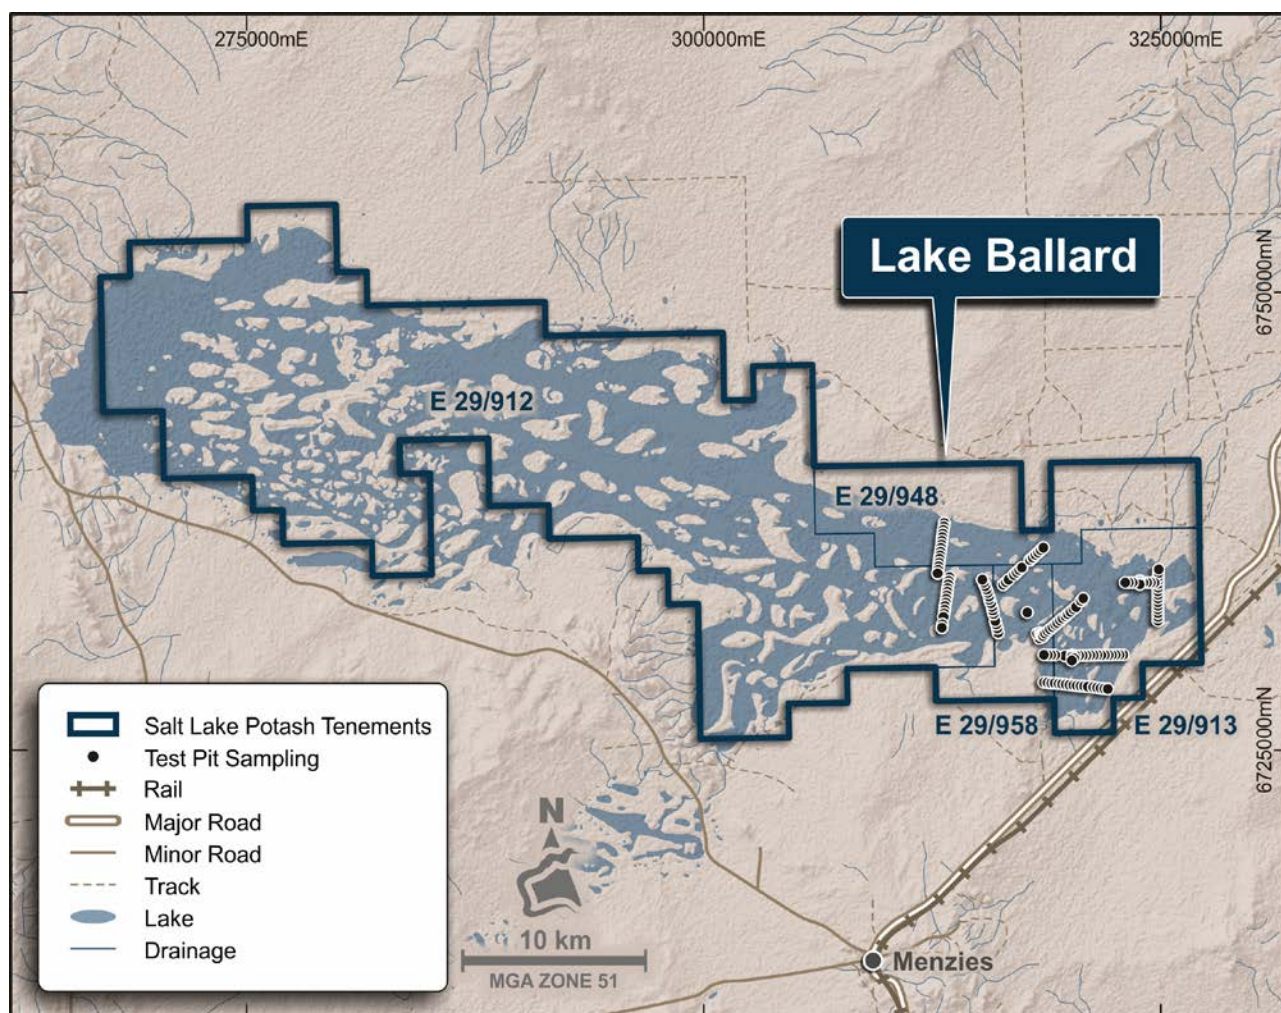 275000mE
300000mE
325000mE
Lake Ballard
6750000mN
E 29/912
E 29/948
E 29/958
E 29/913
6725000mN
Salt Lake Potash Tenements
Test Pit Sampling
Rail
Major Road
Minor Road
Track
Lake
Drainage
N
10 km
MGA ZONE 51
Menzies